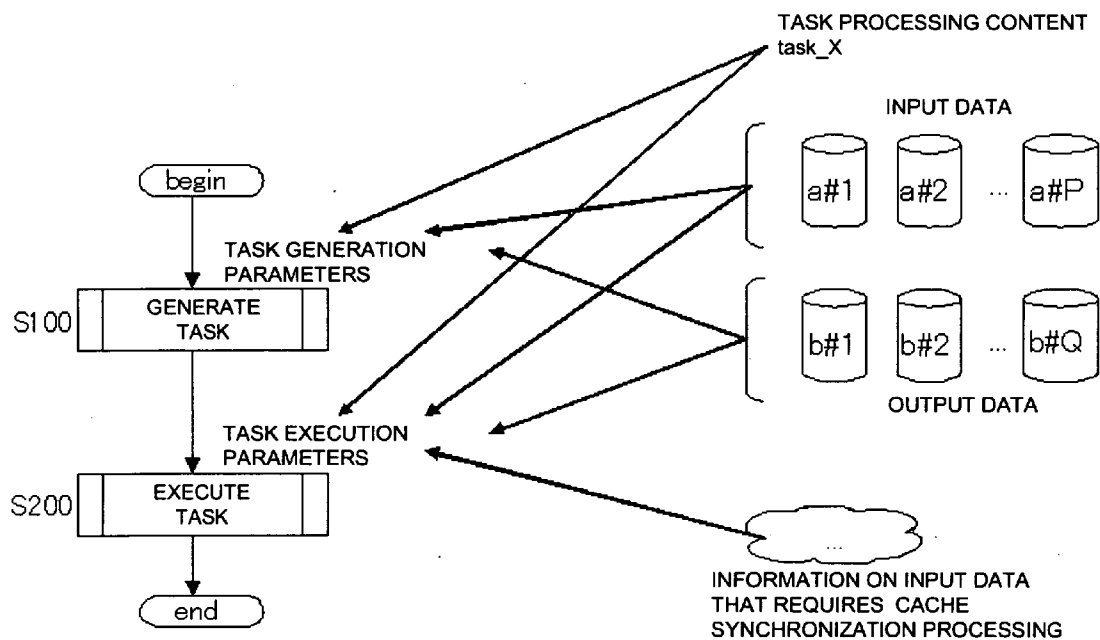 TASK PROCESSING CONTENT
task_X
INPUT DATA
a#1 a#2 ... a#P
begin
TASK GENERATION
PARAMETERS
S100
GENERATE
TASK
b#1 b#2 ... b#Q
OUTPUT DATA
TASK EXECUTION
PARAMETERS
S200
EXECUTE
TASK
...
end
INFORMATION ON INPUT DATA
THAT REQUIRES CACHE
SYNCHRONIZATION PROCESSING